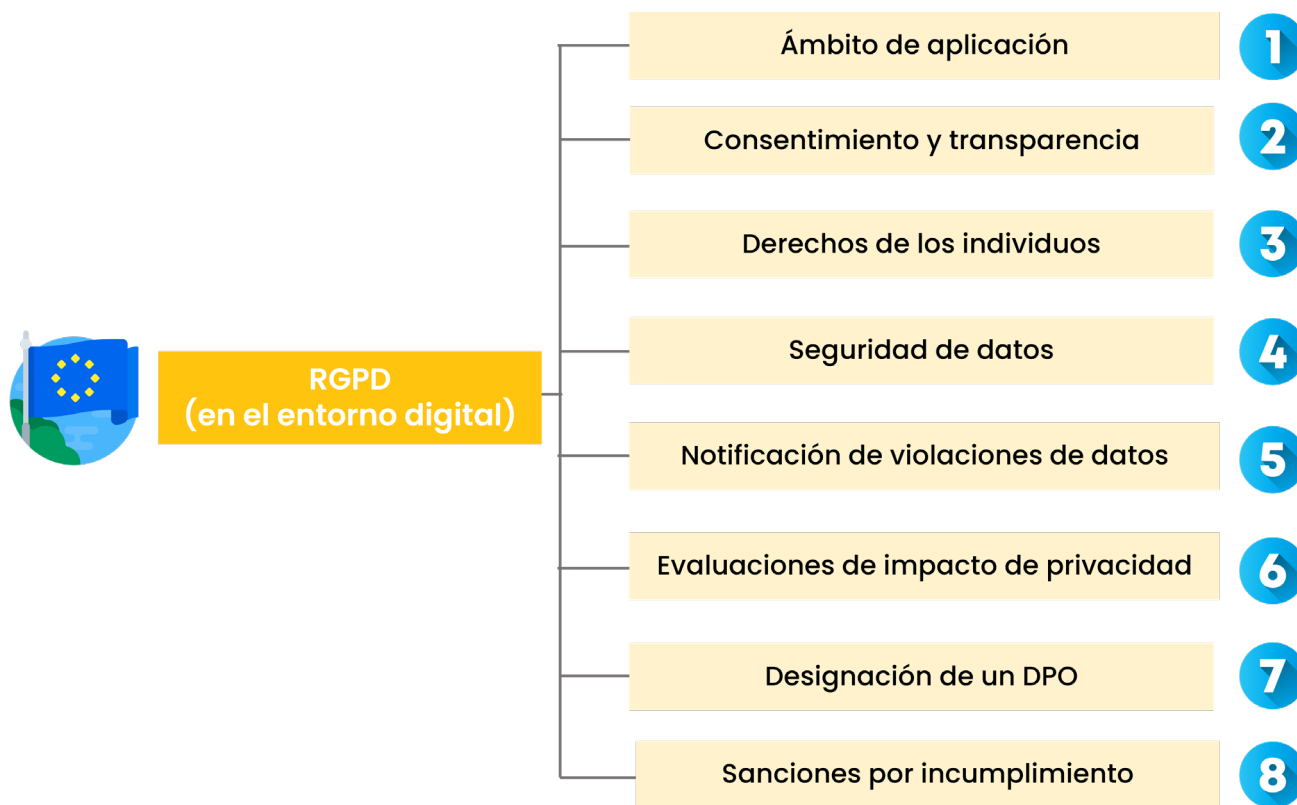 Ámbito de aplicación
1
Consentimiento y transparencia
2
Derechos de los individuos
3
Seguridad de datos
4
RGPD
(en el entorno digital)
Notificación de violaciones de datos
5
Evaluaciones de impacto de privacidad
6
Designación de un DPO
7
Sanciones por incumplimiento
8